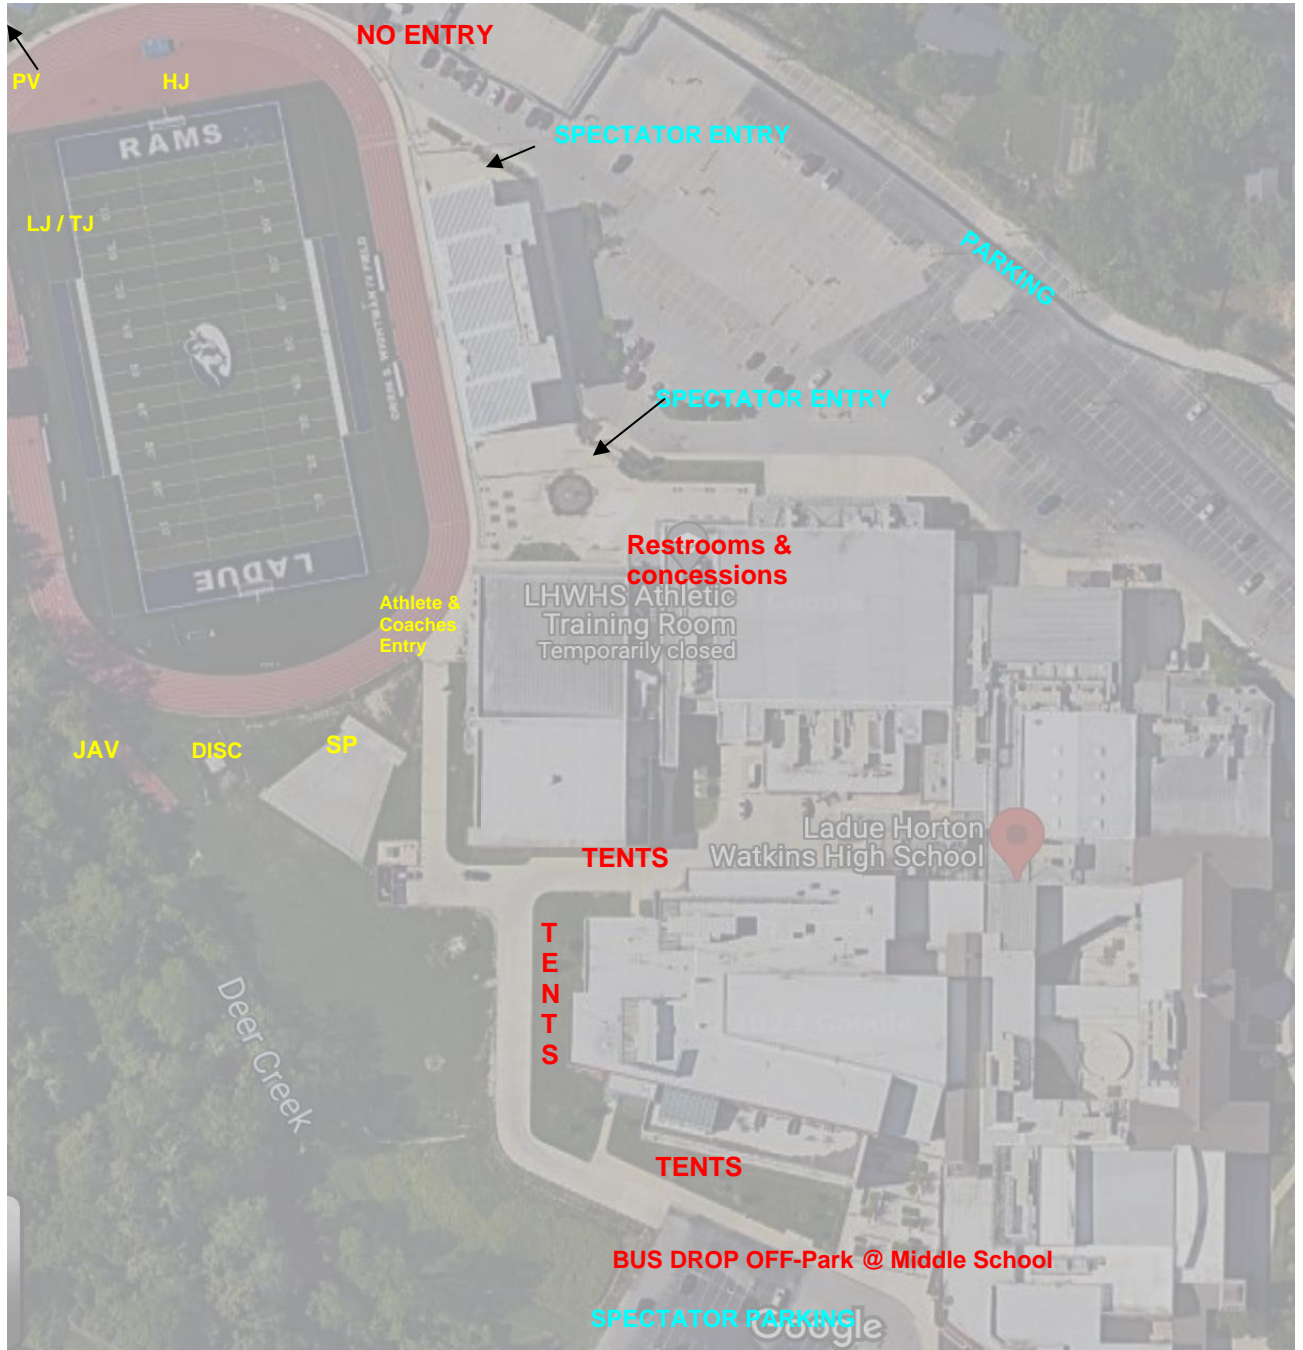 NO ENTRY
PV
HJ
RAMS
SPECTATOR ENTRY
LJ / TJ
PARKING
SPECTATOR ENTRY
Restrooms &
concessions
LADUE
LHWHS Athletic
Training Room
Temporarily closed
Athlete &
Coaches
Entry
JAV
DISC
SP
Ladue Horton
Watkins High School
TENTS
TENTS
Deer Creek
TENTS
BUS DROP OFF-Park @ Middle School
SPECTATOR PARKING
Google